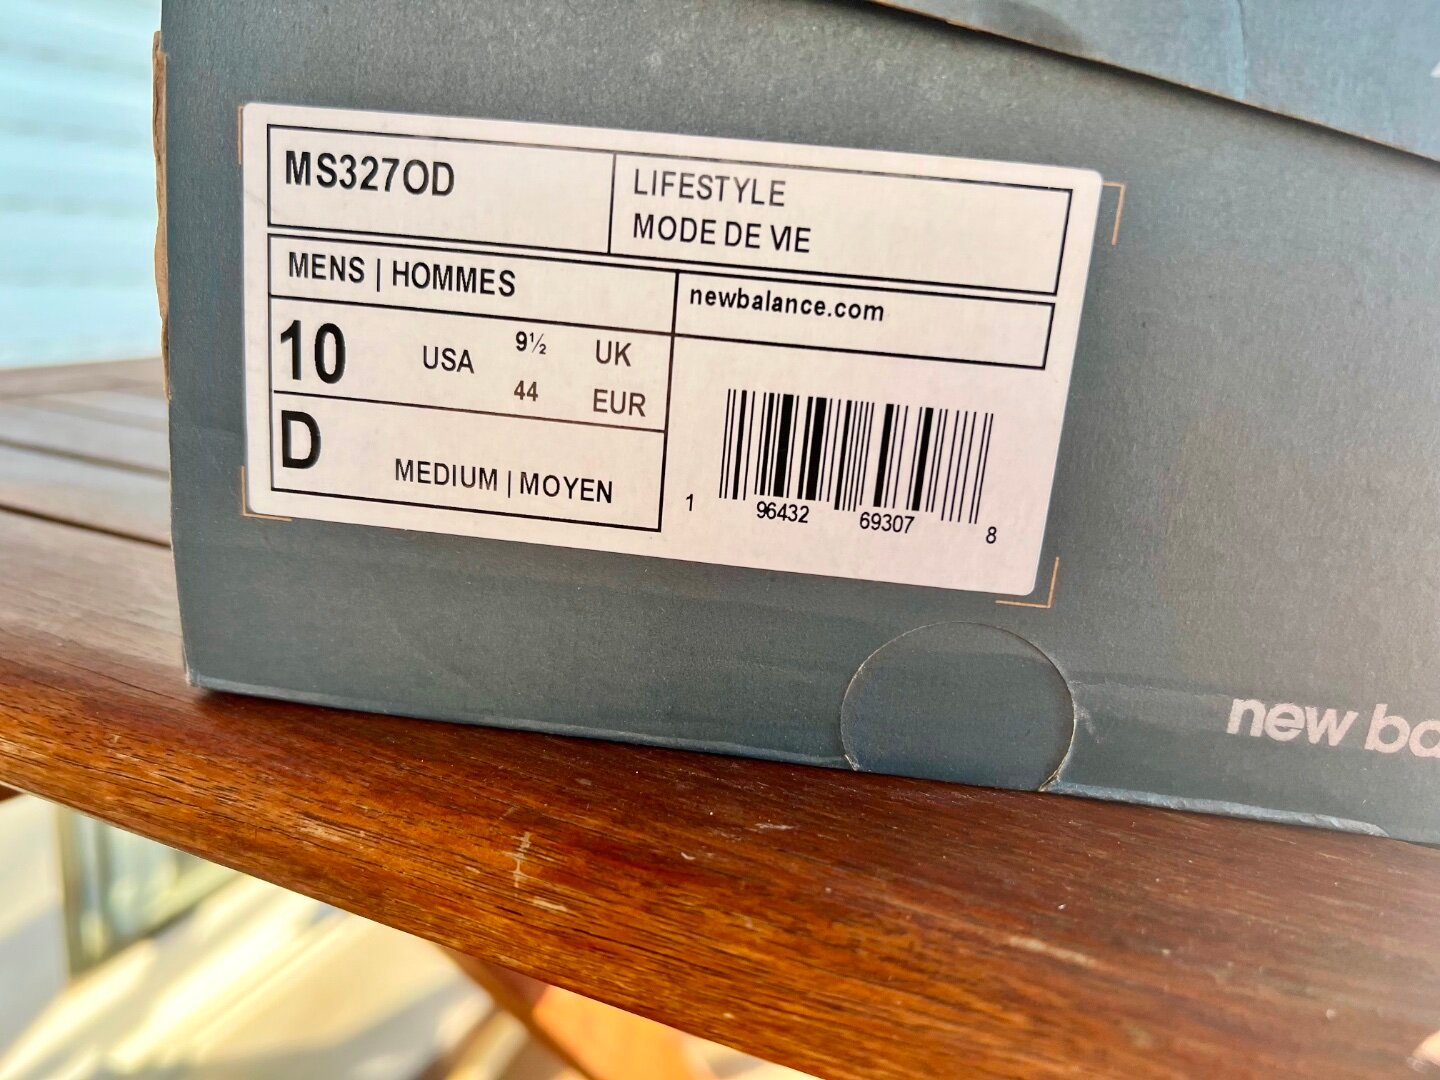 MS327OD
LIFESTYLE
MODE DE VIE
MENS | HOMMES
newbalance.com
10 USA 9½ UK
44 EUR
D MEDIUM | MOYEN
1 96432 69307 8
new ba